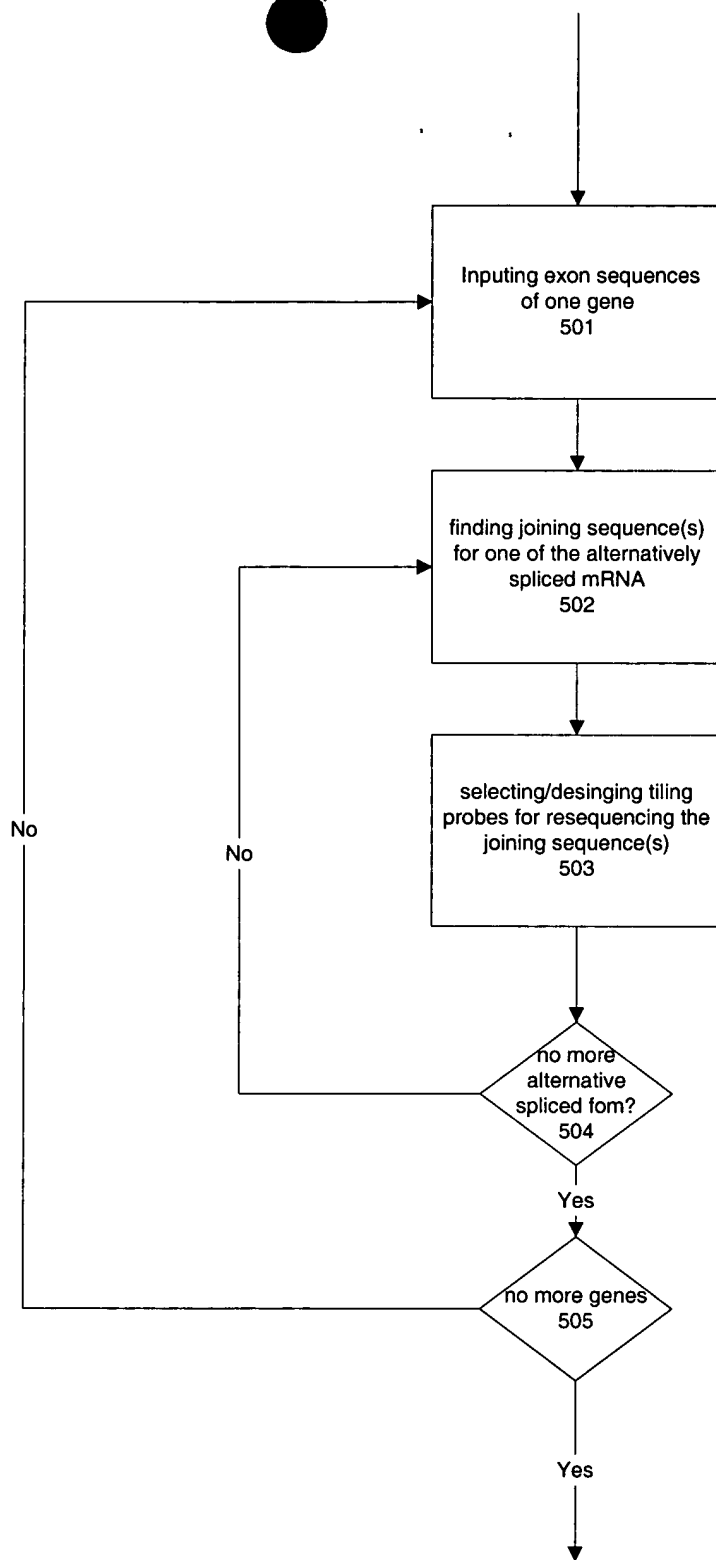 Inputing exon sequences
of one gene
501
finding joining sequence(s)
for one of the alternatively
spliced mRNA
502
selecting/desinging tiling
probes for resequencing the
joining sequence(s)
503
No
No
no more
alternative
spliced fom?
504
Yes
no more genes
505
Yes